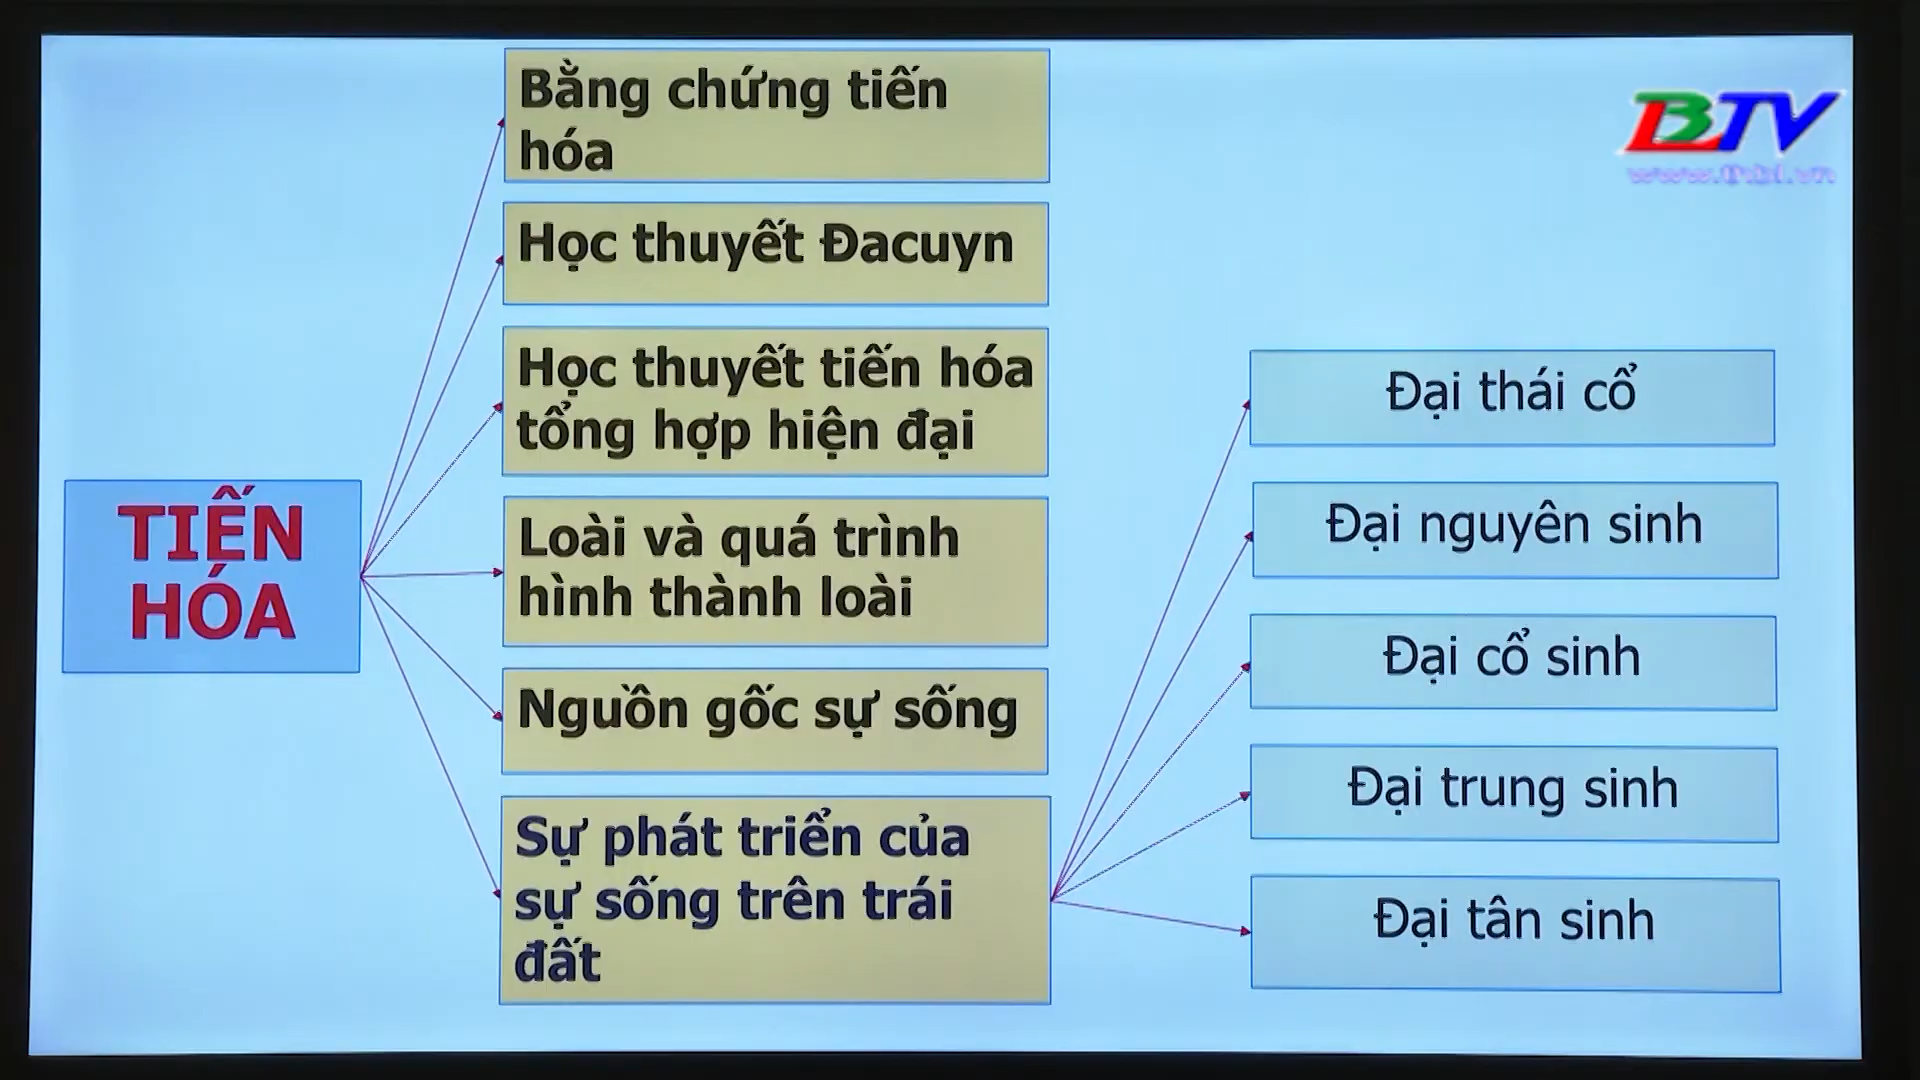 TIẾN
HÓA
Bằng chứng tiến
hóa
Học thuyết Đacuyn
Học thuyết tiến hóa
tổng hợp hiện đại
Loài và quá trình
hình thành loài
Nguồn gốc sự sống
Sự phát triển của
sự sống trên trái
đất
BTV
Đại thái cổ
Đại nguyên sinh
Đại cổ sinh
Đại trung sinh
Đại tân sinh